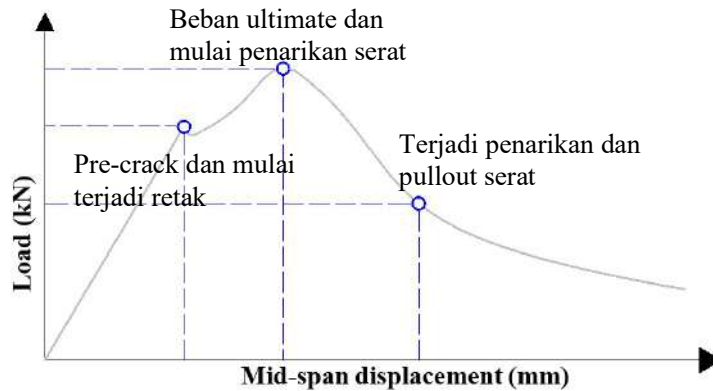 Beban ultimate dan
mulai penarikan serat
Terjadi penarikan dan
pullout serat
Pre-crack dan mulai
terjadi retak
Load (kN)
Mid-span displacement (mm)